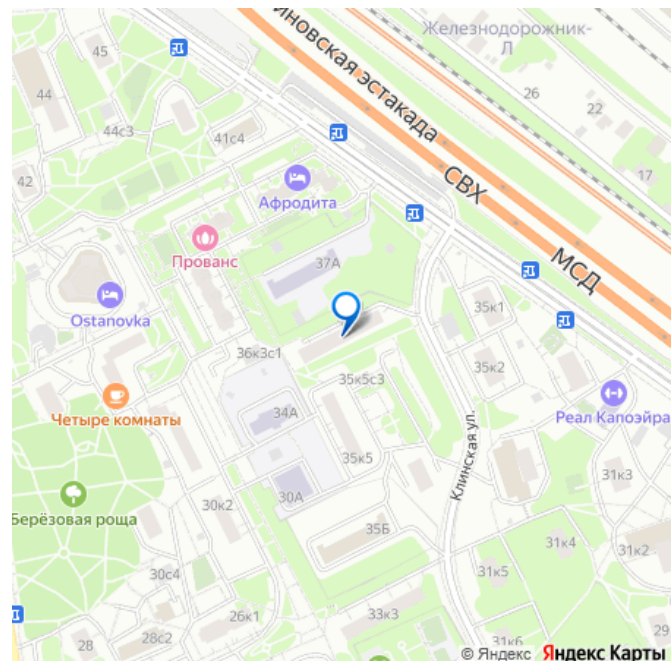 45
44
44с3
41с4
42
Афродита
Прованс
37А
Ostanovka
36к3с1
Четыре комнаты
34А
35к5с3
35к5
30А
30к2
Берёзовая роща
30с4
35Б
26к1
28
28с2
33к3
иновская эстакада
СВХ
МСД
Железнодорожник-
Л
26
22
17
35к1
35к2
Клинская ул.
Реал Капоэйра
31к3
31к4
31к2
31к5
31к6
29
© Яндекс Яндекс Карты